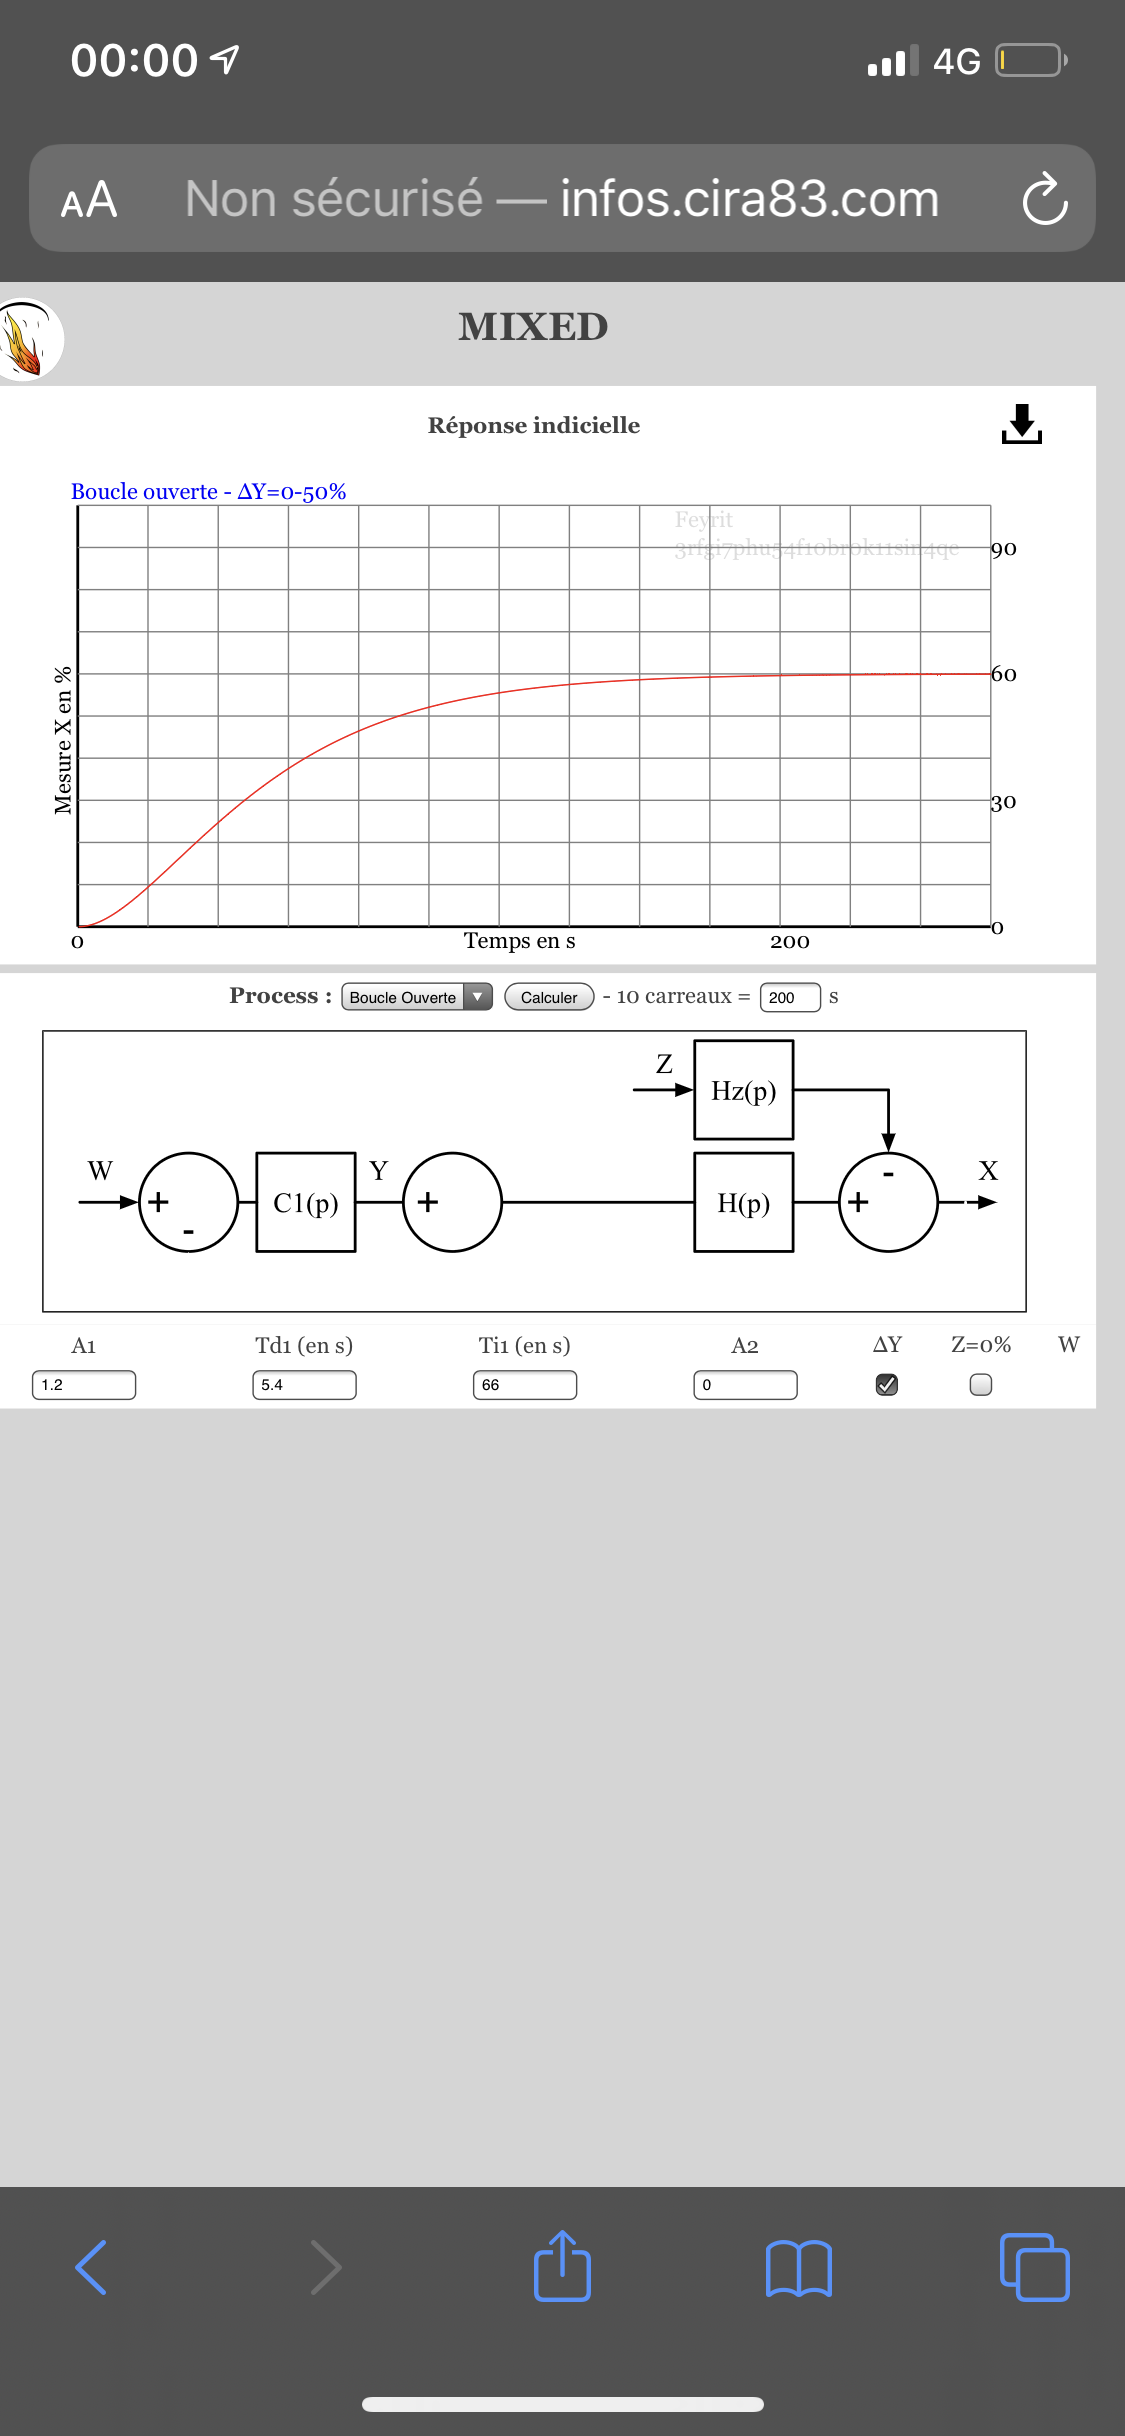 00:00
4G
AA Non sécurisé — infos.cira83.com
MIXED
Réponse indicielle
Boucle ouverte - ΔY=0-50%
Feyrit
3rfgi7phu54f10br0k11sin4qe
90
60
30
0
Mesure X en %
0 Temps en s 200
Process : Boucle Ouverte Calculer - 10 carreaux = 200 s
Z
Hz(p)
W + - C1(p) Y + H(p) + - X
A1 Td1 (en s) Ti1 (en s) A2 ΔY Z=0% W
1.2 5.4 66 0